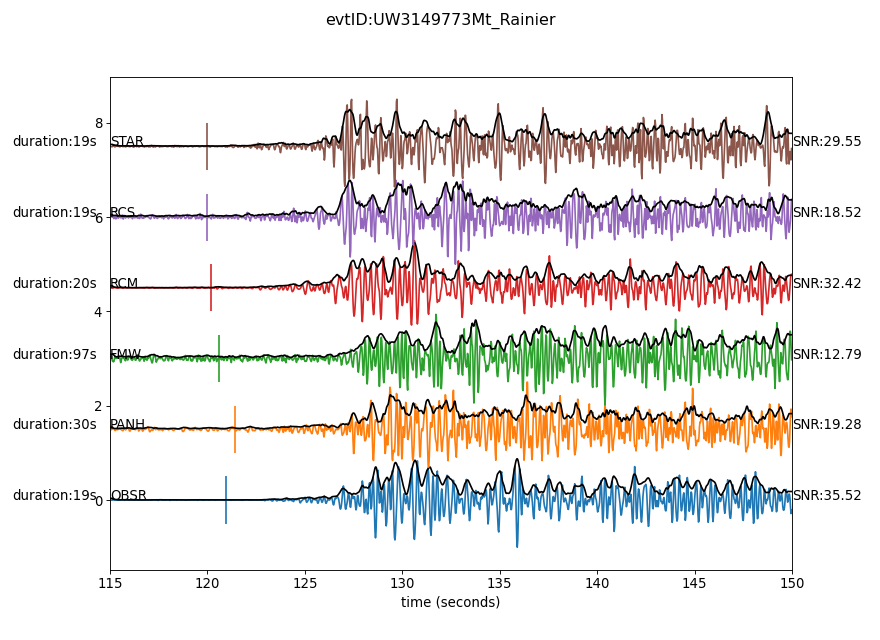 evtID:UW3149773Mt_Rainier
8
duration:19s STAR SNR:29.55
duration:19s RCS SNR:18.52
6
duration:20s RCM SNR:32.42
4
duration:97s FMW SNR:12.79
2
duration:30s PANH SNR:19.28
duration:19s OBSR SNR:35.52
0
115 120 125 130 135 140 145 150
time (seconds)